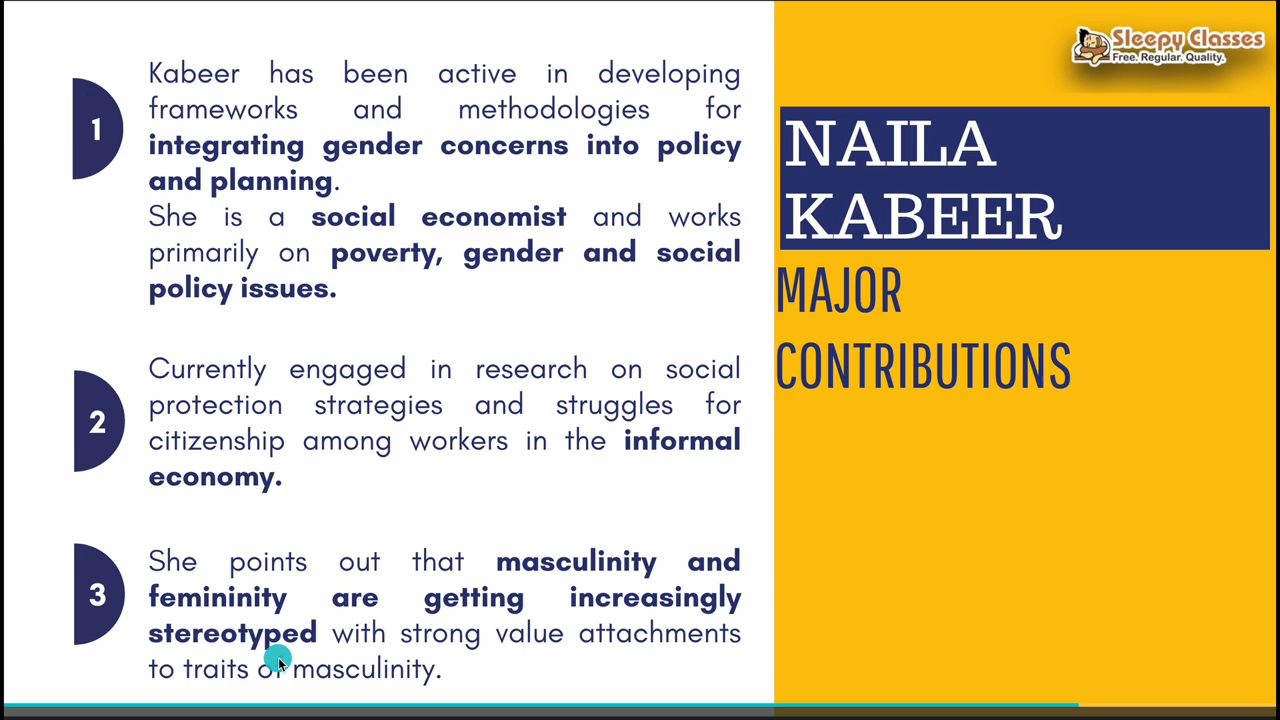 1
Kabeer has been active in developing
frameworks and methodologies for
integrating gender concerns into policy
and planning.
She is a social economist and works
primarily on poverty, gender and social
policy issues.
2
Currently engaged in research on social
protection strategies and struggles for
citizenship among workers in the informal
economy.
3
She points out that masculinity and
femininity are getting increasingly
stereotyped with strong value attachments
to traits of masculinity.
Sleepy Classes
Free. Regular. Quality.
NAILA
KABEER
MAJOR
CONTRIBUTIONS